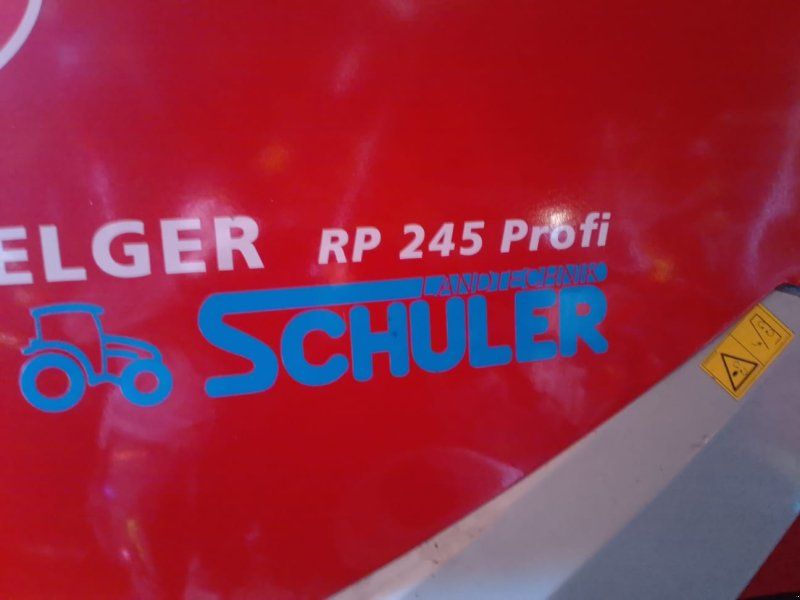 ELGER RP 245 Profi
LANDTECHNIK
SCHULER